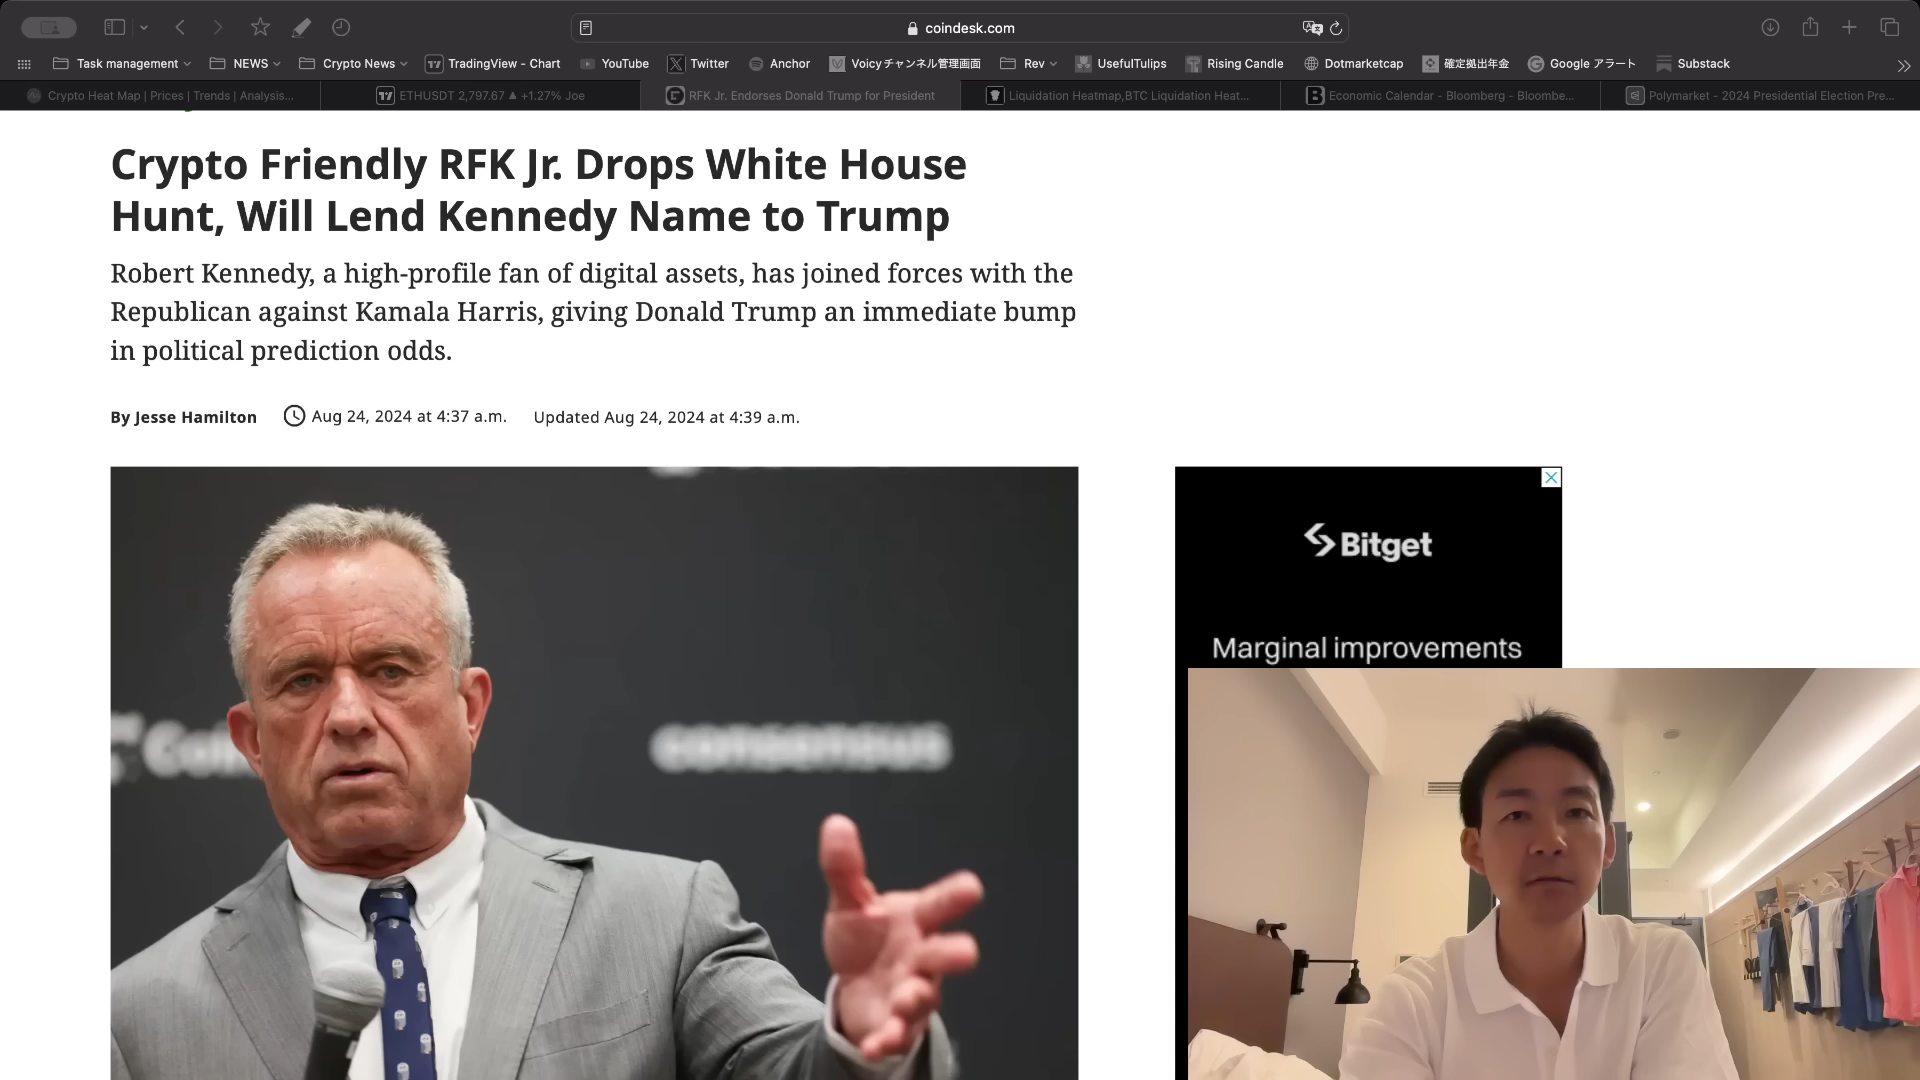 coindesk.com
Task management
NEWS
Crypto News
TradingView - Chart
YouTube
Twitter
Anchor
Voicyチャンネル管理画面
Rev
UsefulTulips
Rising Candle
Dotmarketcap
確定拠出年金
Google アラート
Substack
Crypto Heat Map | Prices | Trends | Analysis...
ETHUSDT 2,797.67 ▲ +1.27% Joe
RFK Jr. Endorses Donald Trump for President
Liquidation Heatmap,BTC Liquidation Heat...
Economic Calendar - Bloomberg - Bloombe...
Polymarket - 2024 Presidential Election Pre...
Crypto Friendly RFK Jr. Drops White House
Hunt, Will Lend Kennedy Name to Trump
Robert Kennedy, a high-profile fan of digital assets, has joined forces with the
Republican against Kamala Harris, giving Donald Trump an immediate bump
in political prediction odds.
By Jesse Hamilton
Aug 24, 2024 at 4:37 a.m.
Updated Aug 24, 2024 at 4:39 a.m.
consensus
Bitget
Marginal improvements